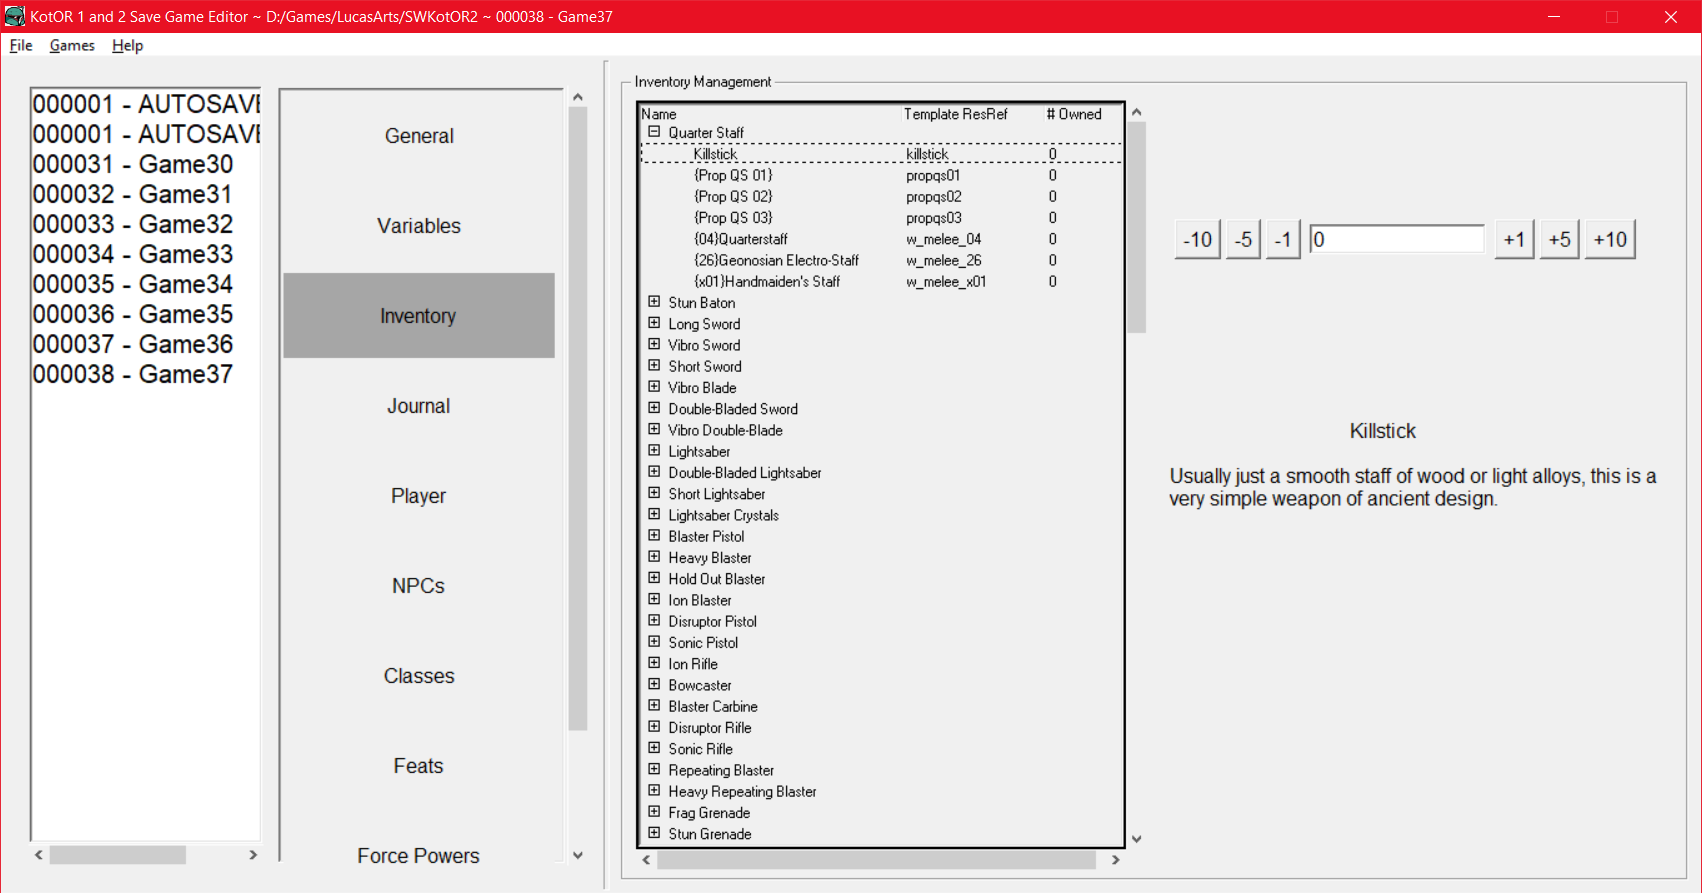 KotOR 1 and 2 Save Game Editor ~ D:/Games/LucasArts/SWKotOR2 ~ 000038 - Game37
File Games Help
000001 - AUTOSAVE
000001 - AUTOSAVE
000031 - Game30
000032 - Game31
000033 - Game32
000034 - Game33
000035 - Game34
000036 - Game35
000037 - Game36
000038 - Game37
General
Variables
Inventory
Journal
Player
NPCs
Classes
Feats
Force Powers
Inventory Management
Name Template ResRef # Owned
Quarter Staff
Killstick killstick 0
{Prop QS 01} propqs01 0
{Prop QS 02} propqs02 0
{Prop QS 03} propqs03 0
{04}Quarterstaff w_melee_04 0
{26}Geonosian Electro-Staff w_melee_26 0
{x01}Handmaiden's Staff w_melee_x01 0
Stun Baton
Long Sword
Vibro Sword
Short Sword
Vibro Blade
Double-Bladed Sword
Vibro Double-Blade
Lightsaber
Double-Bladed Lightsaber
Short Lightsaber
Lightsaber Crystals
Blaster Pistol
Heavy Blaster
Hold Out Blaster
Ion Blaster
Disruptor Pistol
Sonic Pistol
Ion Rifle
Bowcaster
Blaster Carbine
Disruptor Rifle
Sonic Rifle
Repeating Blaster
Heavy Repeating Blaster
Frag Grenade
Stun Grenade
-10 -5 -1 0 +1 +5 +10
Killstick
Usually just a smooth staff of wood or light alloys, this is a
very simple weapon of ancient design.